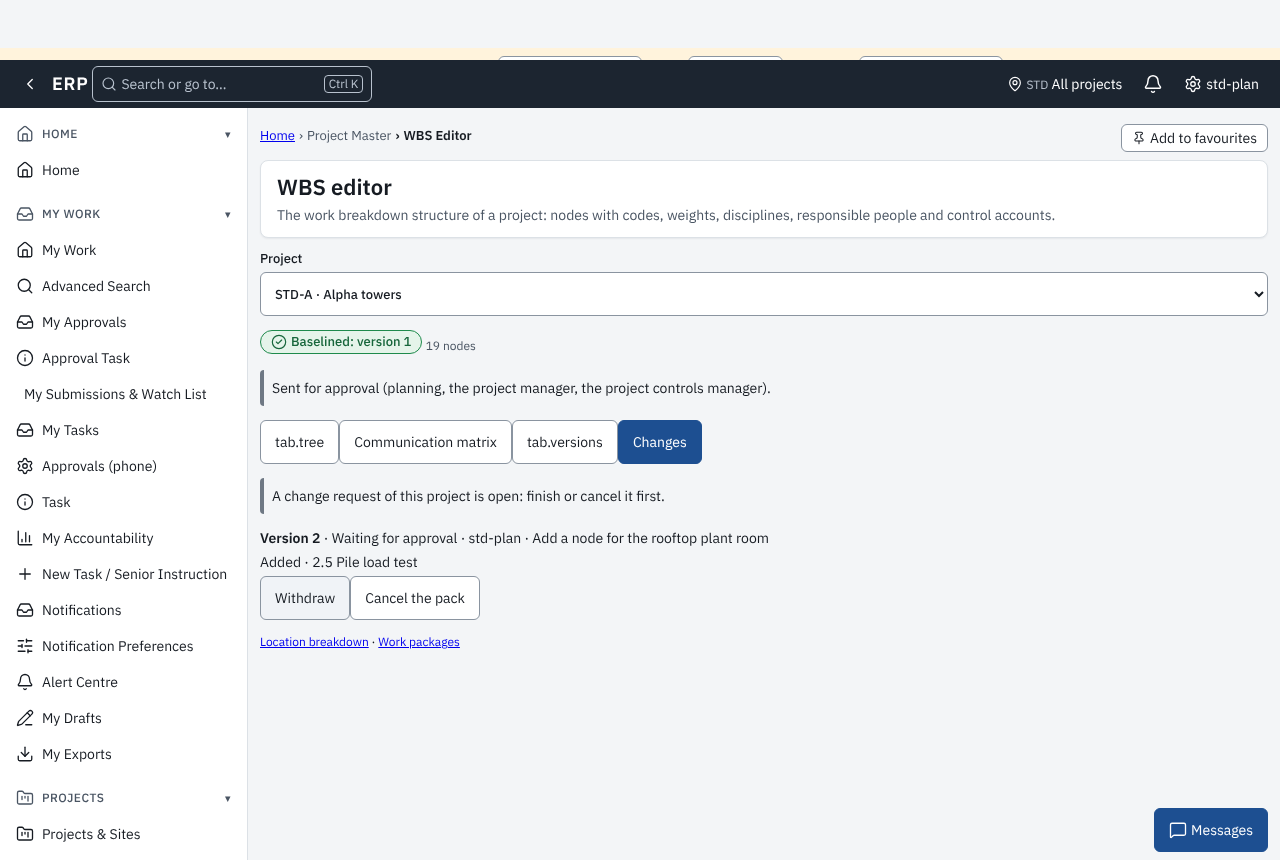 ERP
Search or go to...
Ctrl K
STD All projects
std-plan
HOME
Home
MY WORK
My Work
Advanced Search
My Approvals
Approval Task
My Submissions & Watch List
My Tasks
Approvals (phone)
Task
My Accountability
New Task / Senior Instruction
Notifications
Notification Preferences
Alert Centre
My Drafts
My Exports
PROJECTS
Projects & Sites
Home › Project Master › WBS Editor
Add to favourites
WBS editor
The work breakdown structure of a project: nodes with codes, weights, disciplines, responsible people and control accounts.
Project
STD-A · Alpha towers
Baselined: version 1 19 nodes
Sent for approval (planning, the project manager, the project controls manager).
tab.tree Communication matrix tab.versions Changes
A change request of this project is open: finish or cancel it first.
Version 2 · Waiting for approval · std-plan · Add a node for the rooftop plant room
Added · 2.5 Pile load test
Withdraw Cancel the pack
Location breakdown · Work packages
Messages